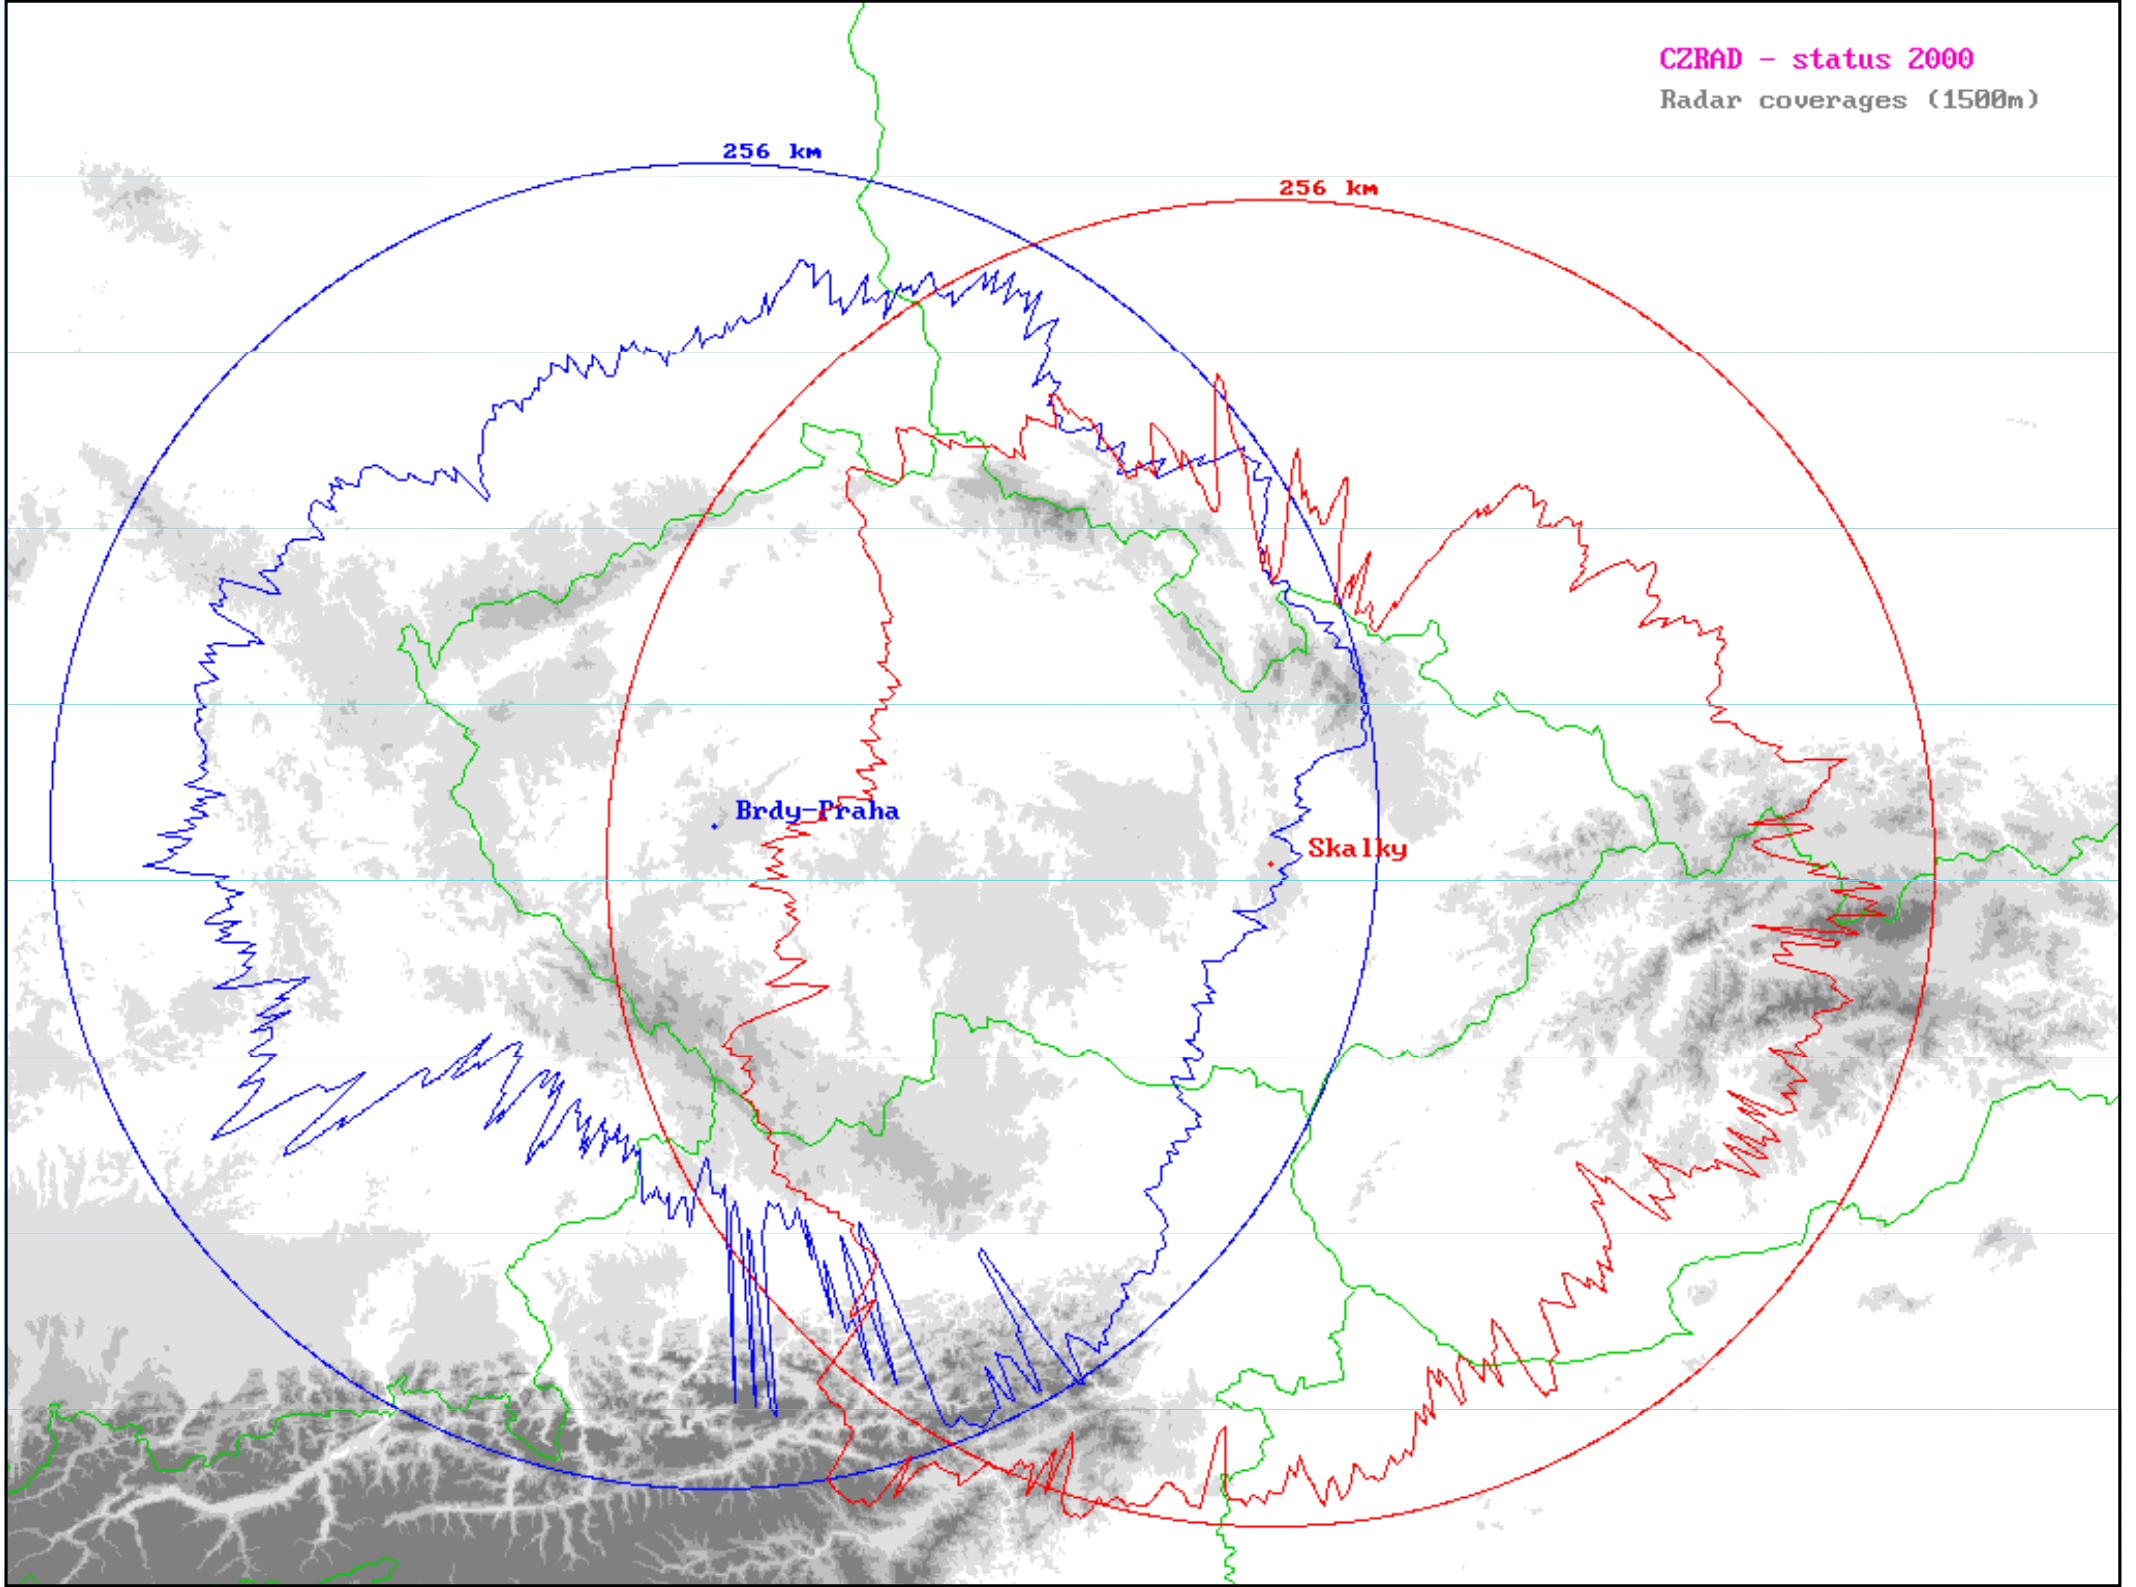 CZRAD - status 2000
Radar coverages (1500m)
256 km
256 km
Brdy-Praha
Skalky